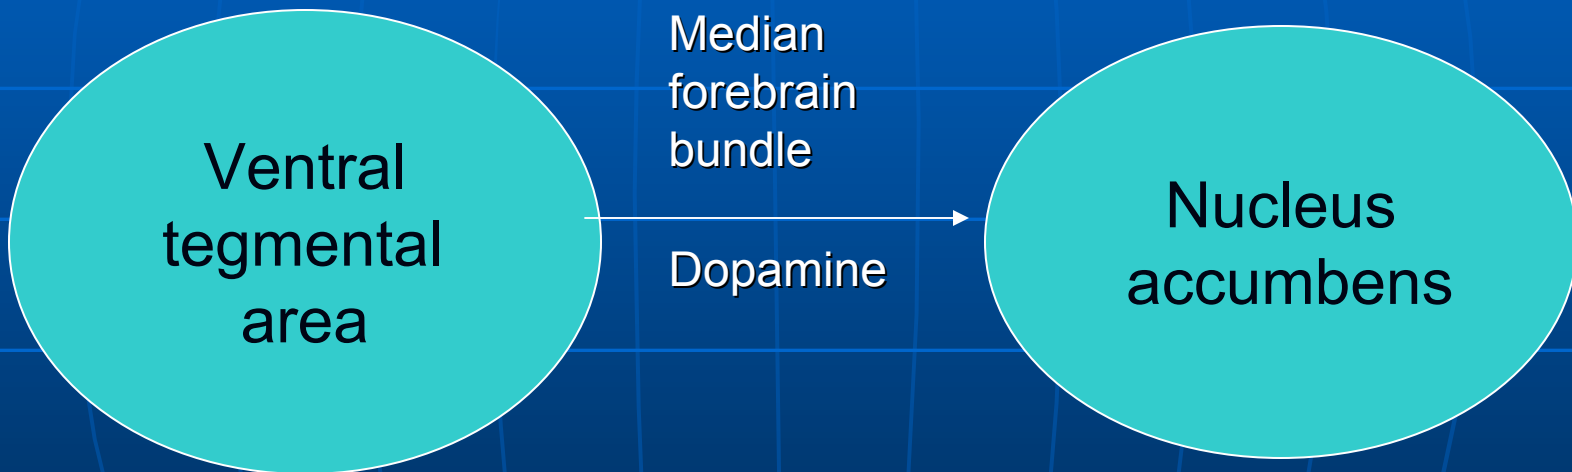 Ventral
tegmental
area
Median
forebrain
bundle
Dopamine
Nucleus
accumbens